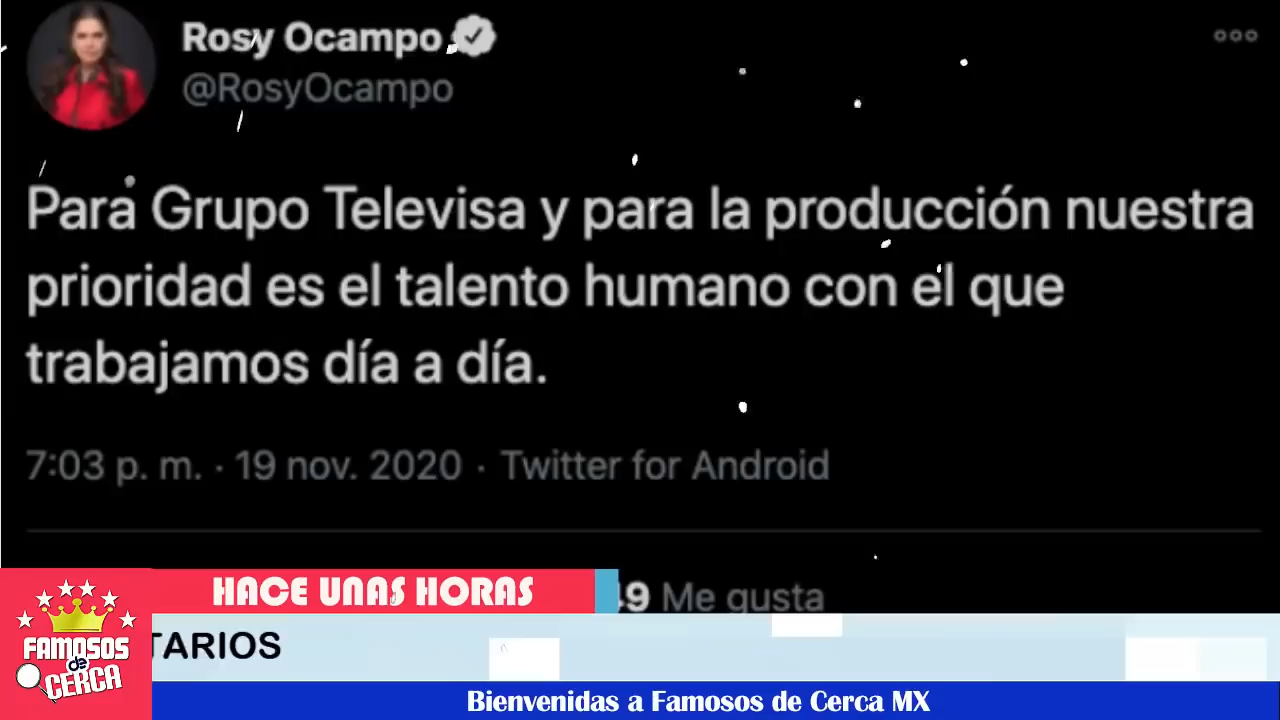 Rosy Ocampo
@RosyOcampo
Para Grupo Televisa y para la producción nuestra
prioridad es el talento humano con el que
trabajamos día a día.
7:03 p. m. · 19 nov. 2020 · Twitter for Android
49 Me gusta
HACE UNAS HORAS
TARIOS
FAMOSOS
de
CERCA
Bienvenidas a Famosos de Cerca MX